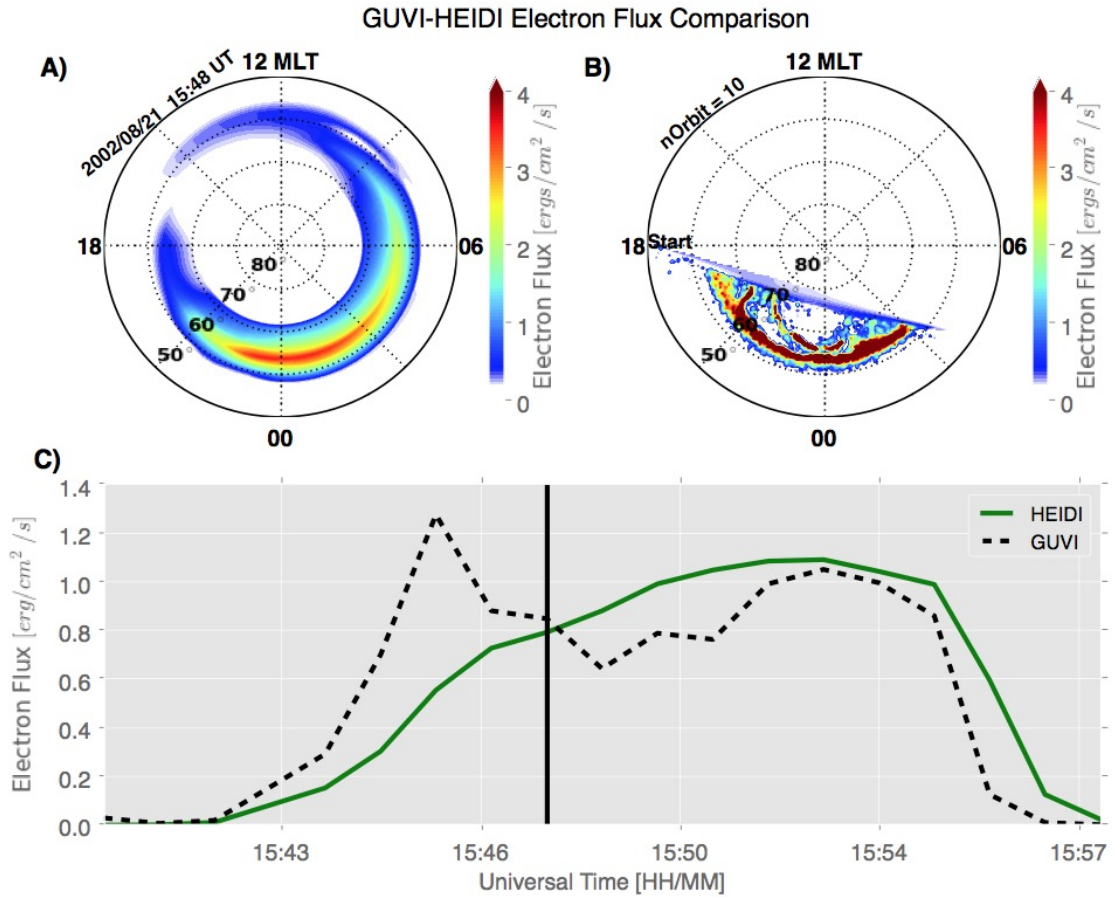 GUVI-HEIDI Electron Flux Comparison
A)
12 MLT
2002/08/21 15:48 UT
18
06
00
80°
70°
60°
50°
4
3
2
1
0
Electron Flux [ergs/cm² /s]
B)
12 MLT
nOrbit = 10
18
Start
06
00
80°
70°
60°
50°
4
3
2
1
0
Electron Flux [ergs/cm² /s]
C)
1.4
1.2
1.0
0.8
0.6
0.4
0.2
0.0
Electron Flux [erg/cm² /s]
HEIDI
GUVI
15:43
15:46
15:50
15:54
15:57
Universal Time [HH/MM]